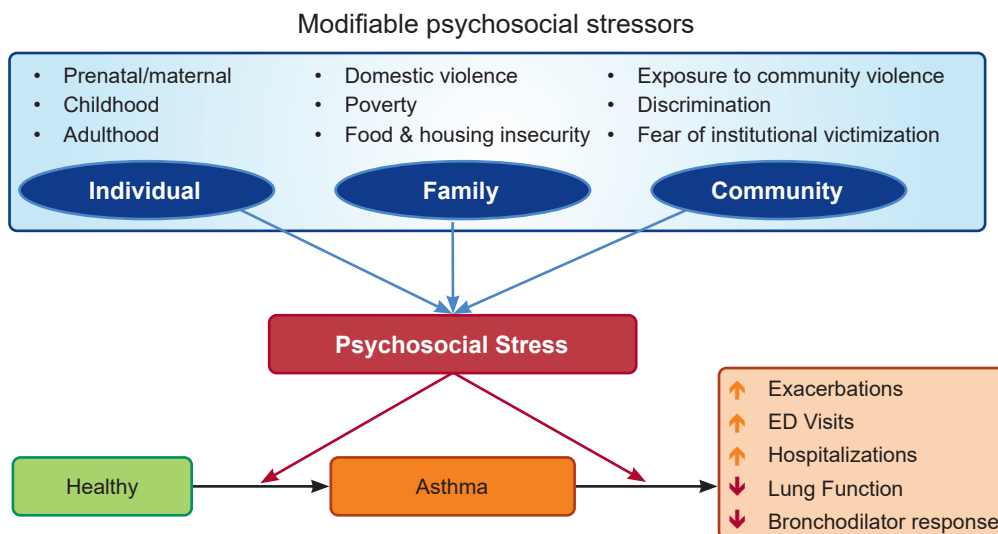 Modifiable psychosocial stressors
• Prenatal/maternal
• Childhood
• Adulthood
Individual
• Domestic violence
• Poverty
• Food & housing insecurity
Family
• Exposure to community violence
• Discrimination
• Fear of institutional victimization
Community
Psychosocial Stress
Healthy
Asthma
↑ Exacerbations
↑ ED Visits
↑ Hospitalizations
↓ Lung Function
↓ Bronchodilator response